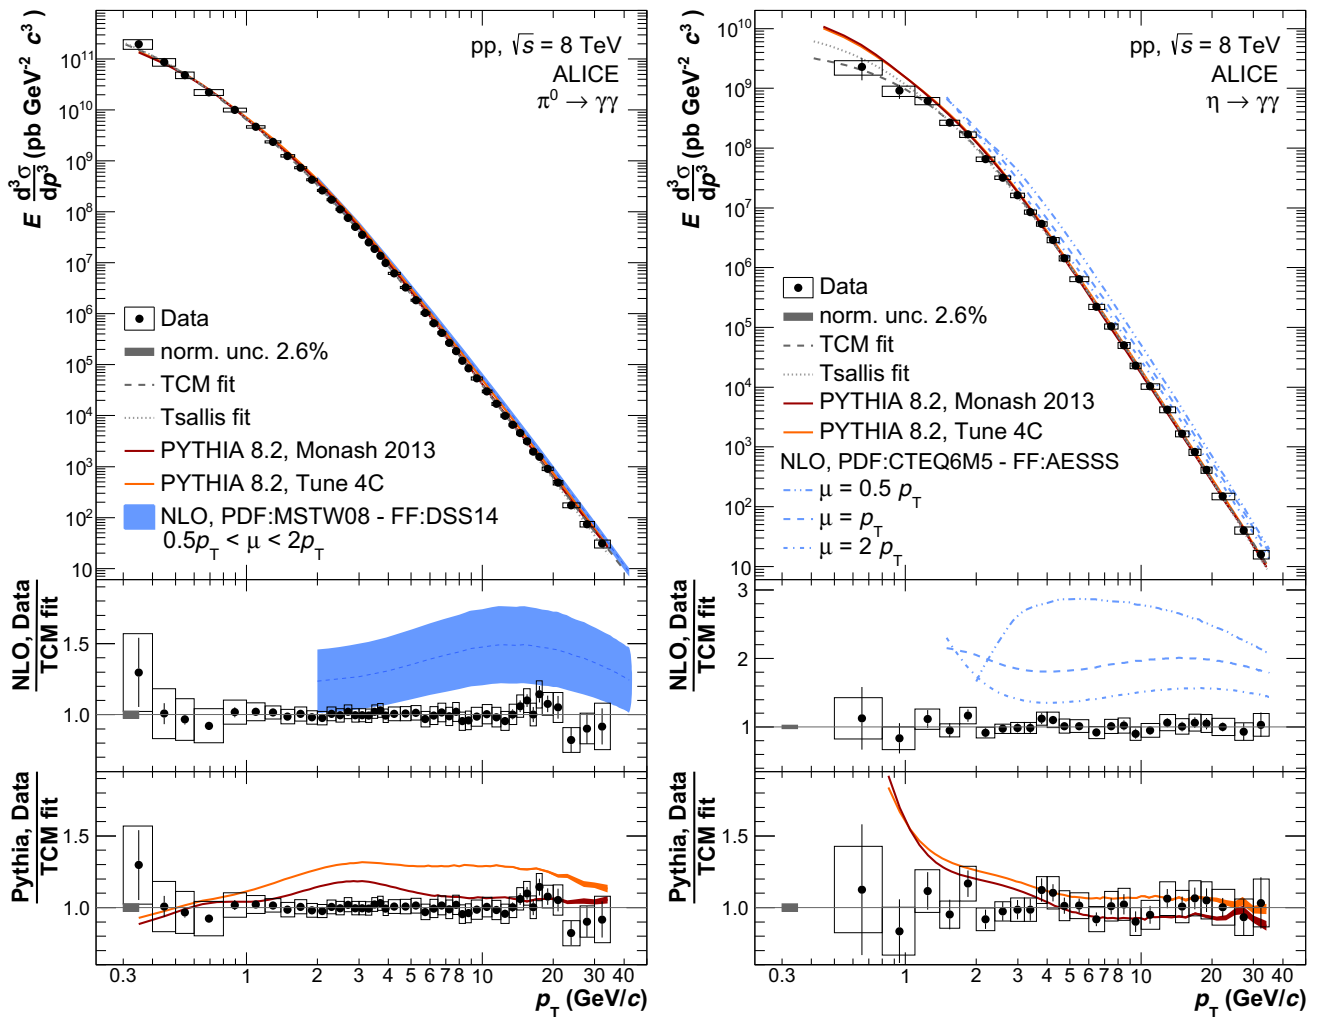 pp, √s = 8 TeV
ALICE
π⁰ → γγ
E d³σ/dp³ (pb GeV⁻² c³)
10¹¹
10¹⁰
10⁹
10⁸
10⁷
10⁶
10⁵
10⁴
10³
10²
10
Data
norm. unc. 2.6%
TCM fit
Tsallis fit
PYTHIA 8.2, Monash 2013
PYTHIA 8.2, Tune 4C
NLO, PDF:MSTW08 - FF:DSS14
0.5p_T < μ < 2p_T
NLO, Data
TCM fit
1.5
1.0
Pythia, Data
TCM fit
1.5
1.0
0.3 1 2 3 4 5 6 7 8 10 20 30 40
p_T (GeV/c)
pp, √s = 8 TeV
ALICE
η → γγ
E d³σ/dp³ (pb GeV⁻² c³)
10¹⁰
10⁹
10⁸
10⁷
10⁶
10⁵
10⁴
10³
10²
10
Data
norm. unc. 2.6%
TCM fit
Tsallis fit
PYTHIA 8.2, Monash 2013
PYTHIA 8.2, Tune 4C
NLO, PDF:CTEQ6M5 - FF:AESSS
μ = 0.5 p_T
μ = p_T
μ = 2 p_T
NLO, Data
TCM fit
3
2
1
Pythia, Data
TCM fit
1.5
1.0
0.3 1 2 3 4 5 6 7 8 10 20 30 40
p_T (GeV/c)